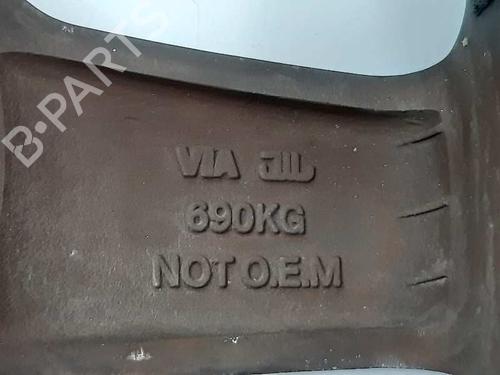 VIA JWL
690KG
NOT O.E.M
B-PARTS